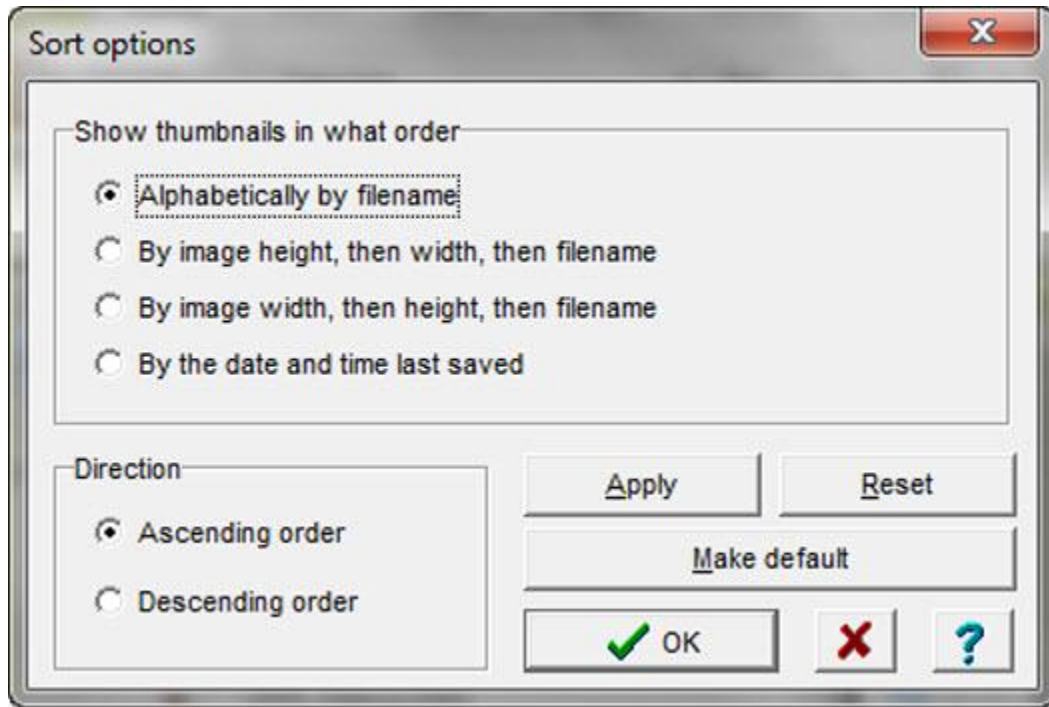 Sort options
Show thumbnails in what order
Alphabetically by filename
By image height, then width, then filename
By image width, then height, then filename
By the date and time last saved
Direction
Ascending order
Descending order
Apply
Reset
Make default
OK
?